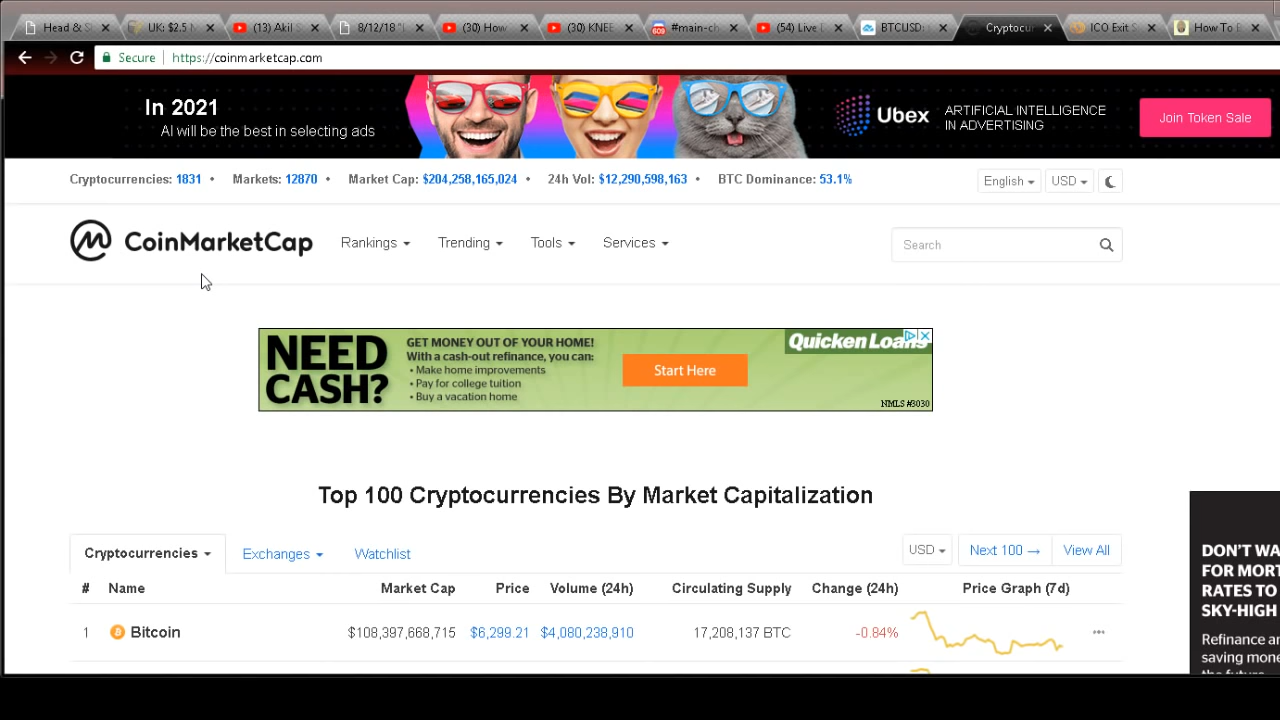 Head & S
UK: $2.5 M
(13) Akil
8/12/18
(30) How
(30) KNEE
#main-ch
(54) Live
BTCUSD
Cryptocu
ICO Exit S
How To
Secure
https://coinmarketcap.com
In 2021
AI will be the best in selecting ads
Ubex
ARTIFICIAL INTELLIGENCE
IN ADVERTISING
Join Token Sale
Cryptocurrencies: 1831 • Markets: 12870 • Market Cap: $204,258,165,024 • 24h Vol: $12,290,598,163 • BTC Dominance: 53.1%
English
USD
CoinMarketCap
Rankings
Trending
Tools
Services
Search
NEED
CASH?
GET MONEY OUT OF YOUR HOME!
With a cash-out refinance, you can:
• Make home improvements
• Pay for college tuition
• Buy a vacation home
Start Here
Quicken Loans
NMLS #3030
Top 100 Cryptocurrencies By Market Capitalization
Cryptocurrencies
Exchanges
Watchlist
USD
Next 100 →
View All
# Name Market Cap Price Volume (24h) Circulating Supply Change (24h) Price Graph (7d)
1 Bitcoin $108,397,668,715 $6,299.21 $4,080,238,910 17,208,137 BTC -0.84%
DON'T WA
FOR MORT
RATES TO
SKY-HIGH
Refinance an
saving mone